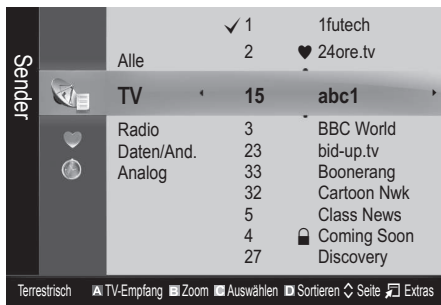 Sender
✓ 1 1futech
Alle 2 ♥ 24ore.tv
TV 15 abc1
Radio 3 BBC World
Daten/And. 23 bid-up.tv
Analog 33 Boonerang
32 Cartoon Nwk
5 Class News
4 Coming Soon
27 Discovery
Terrestrisch A TV-Empfang B Zoom C Auswählen D Sortieren Seite Extras